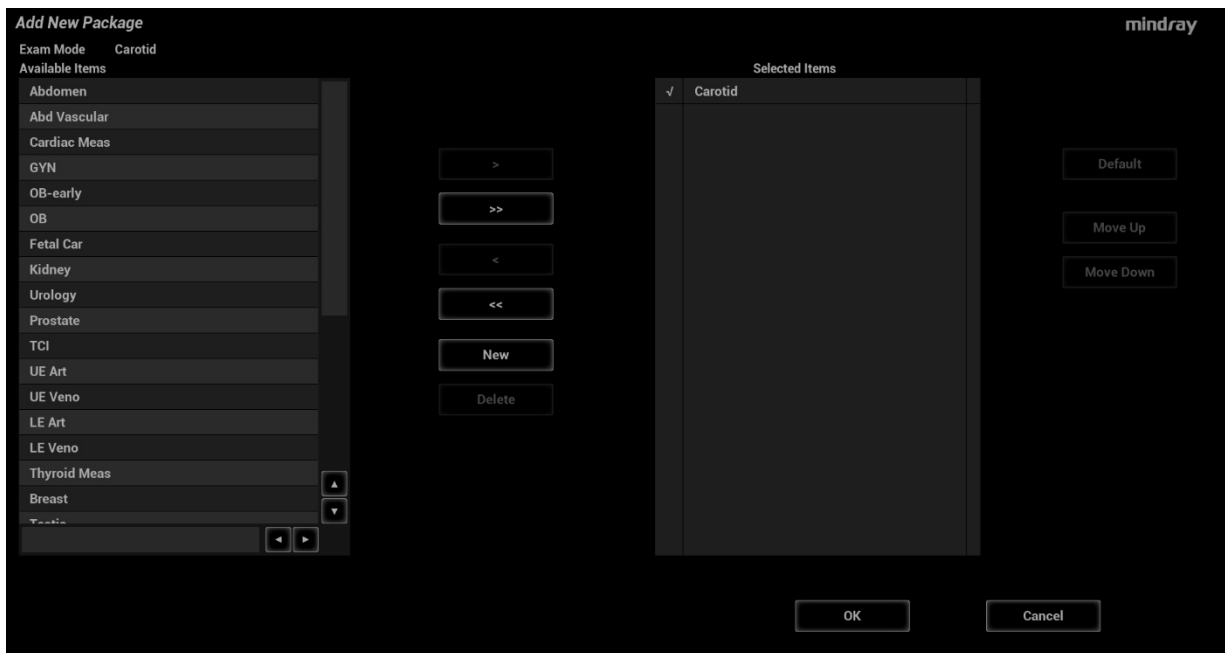 Add New Package
mindray
Exam Mode Carotid
Available Items
Selected Items
Abdomen
√ Carotid
Abd Vascular
Cardiac Meas
GYN
OB-early
OB
Fetal Car
Kidney
Urology
Prostate
TCI
UE Art
UE Veno
LE Art
LE Veno
Thyroid Meas
Breast
>
>>
<
<<
New
Delete
Default
Move Up
Move Down
OK
Cancel